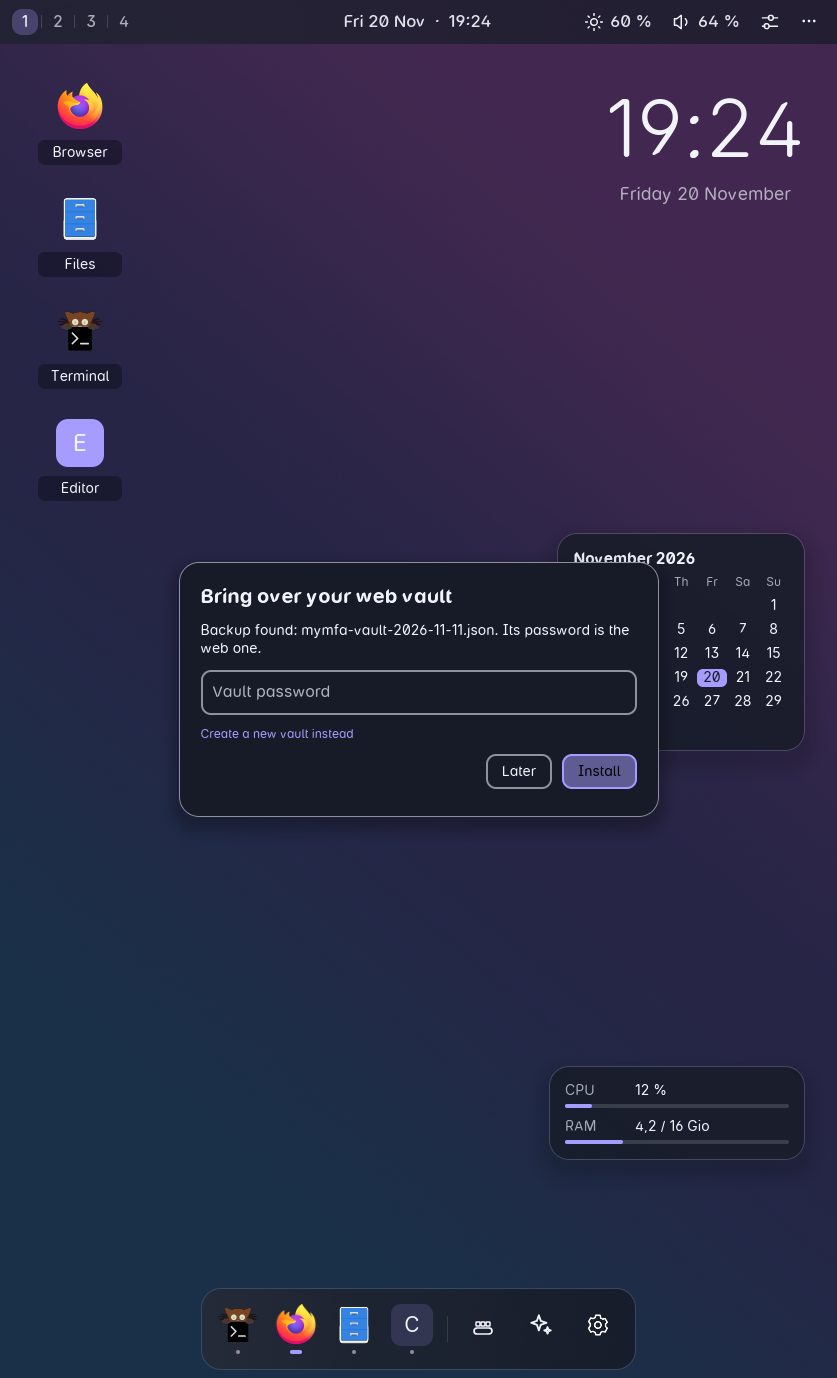 1 2 3 4 Fri 20 Nov · 19:24 60 % 64 % ...
19:24
Friday 20 November
Browser
Files
Terminal
E
Editor
November 2026
Th Fr Sa Su
1
5 6 7 8
12 13 14 15
19 20 21 22
26 27 28 29
Bring over your web vault
Backup found: mymfa-vault-2026-11-11.json. Its password is the
web one.
Vault password
Create a new vault instead
Later Install
CPU 12 %
RAM 4,2 / 16 Gio
C